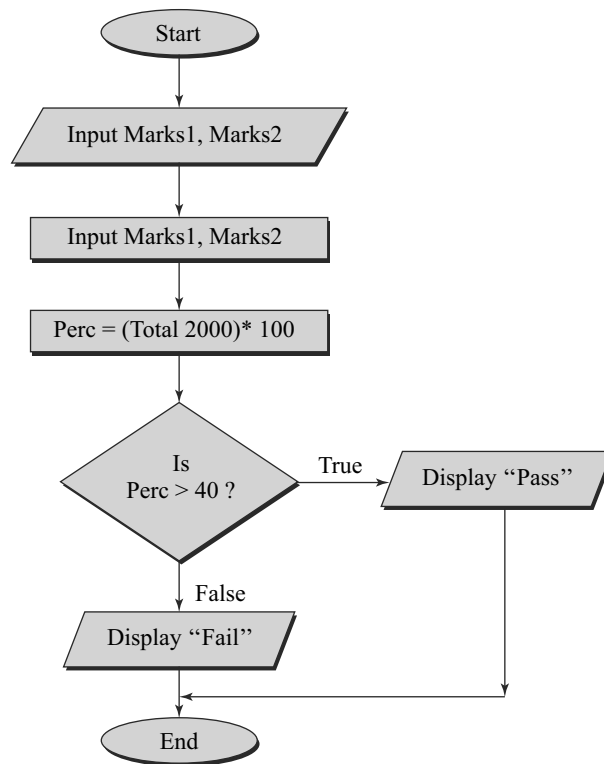 Start
Input Marks1, Marks2
Input Marks1, Marks2
Perc = (Total 2000)* 100
Is
Perc > 40 ?
True
Display “Pass”
False
Display “Fail”
End